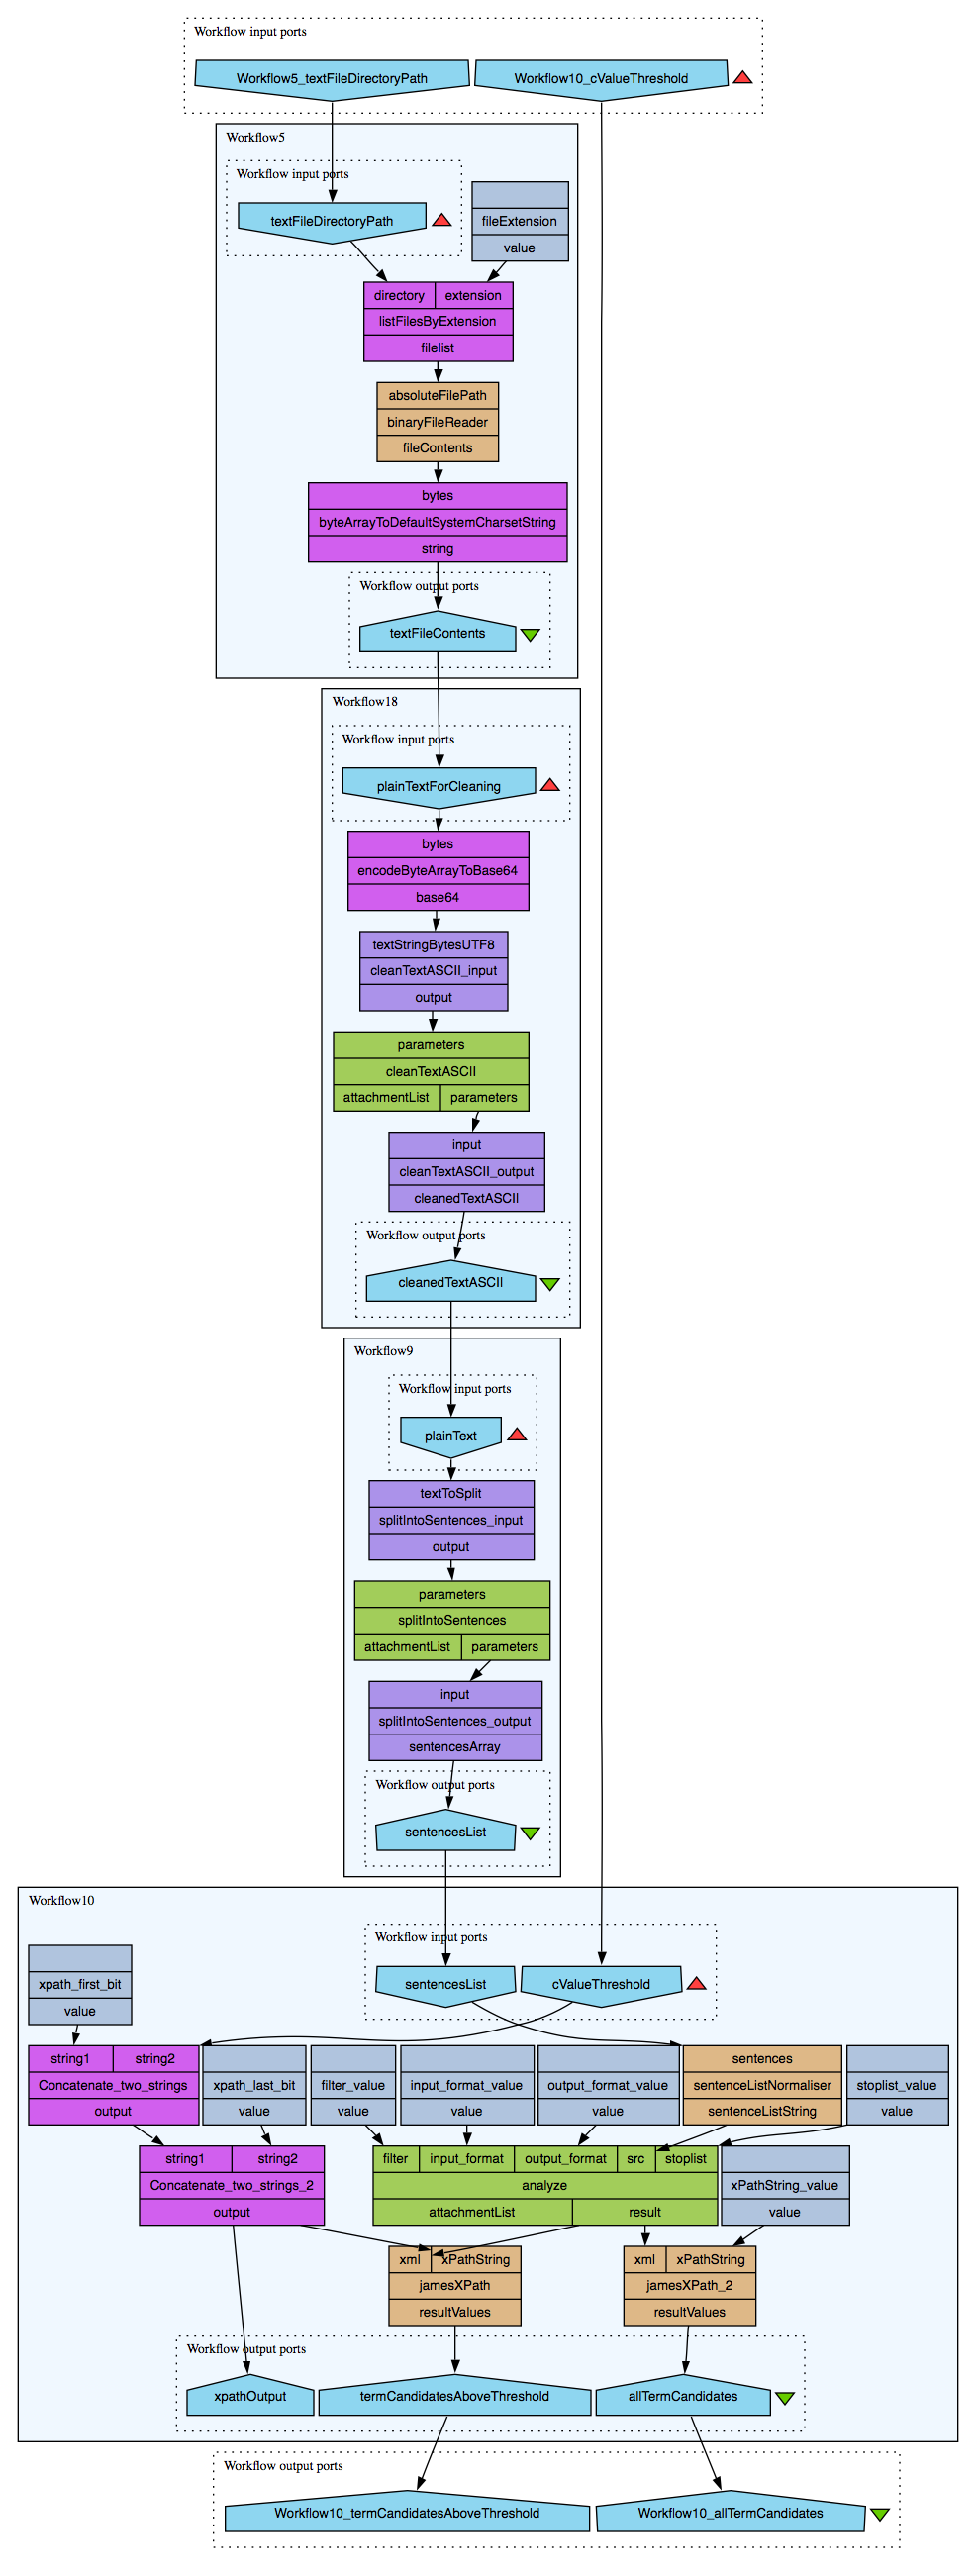 Workflow input ports
Workflow5_textFileDirectoryPath
Workflow10_cValueThreshold
Workflow5
Workflow input ports
textFileDirectoryPath
fileExtension
value
directory
extension
listFilesByExtension
filelist
absoluteFilePath
binaryFileReader
fileContents
bytes
byteArrayToDefaultSystemCharsetString
string
Workflow output ports
textFileContents
Workflow18
Workflow input ports
plainTextForCleaning
bytes
encodeByteArrayToBase64
base64
textStringBytesUTF8
cleanTextASCII_input
output
parameters
cleanTextASCII
attachmentList
parameters
input
cleanTextASCII_output
cleanedTextASCII
Workflow output ports
cleanedTextASCII
Workflow9
Workflow input ports
plainText
textToSplit
splitIntoSentences_input
output
parameters
splitIntoSentences
attachmentList
parameters
input
splitIntoSentences_output
sentencesArray
Workflow output ports
sentencesList
Workflow10
Workflow input ports
sentencesList
cValueThreshold
xpath_first_bit
value
string1
string2
Concatenate_two_strings
output
xpath_last_bit
value
filter_value
value
input_format_value
value
output_format_value
value
sentences
sentenceListNormaliser
sentenceListString
stoplist_value
value
string1
string2
Concatenate_two_strings_2
output
filter
input_format
output_format
src
stoplist
analyze
attachmentList
result
xPathString_value
value
xml
xPathString
jamesXPath
resultValues
xml
xPathString
jamesXPath_2
resultValues
Workflow output ports
xpathOutput
termCandidatesAboveThreshold
allTermCandidates
Workflow output ports
Workflow10_termCandidatesAboveThreshold
Workflow10_allTermCandidates